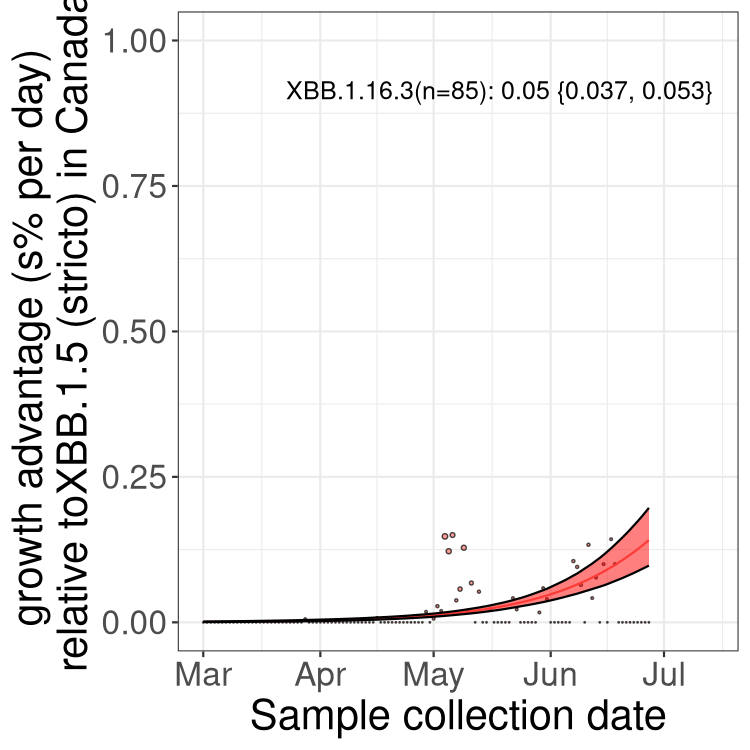 growth advantage (s% per day)
relative toXBB.1.5 (stricto) in Canada
1.00
0.75
0.50
0.25
0.00
XBB.1.16.3(n=85): 0.05 {0.037, 0.053}
Mar Apr May Jun Jul
Sample collection date